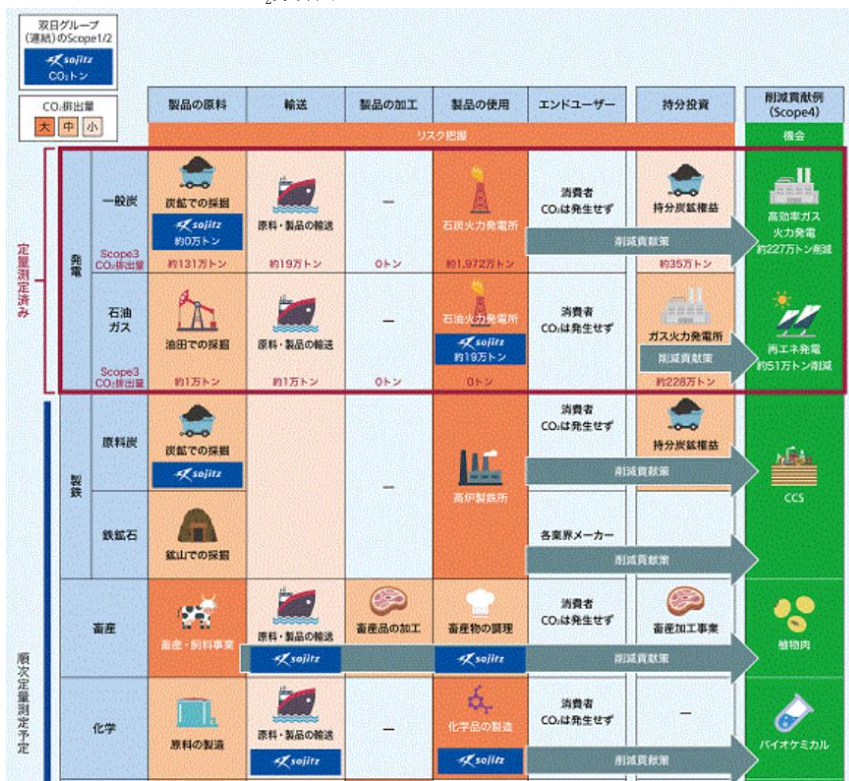 双日グループ
(連結)のScope1/2
sojitz
CO₂トン
CO₂排出量
大 中 小
製品の原料 輸送 製品の加工 製品の使用 エンドユーザー 持分投資 削減貢献例
(Scope4)
リスク把握 機会
定量測定済み
発電
一般炭
炭鉱での採掘
sojitz
約0万トン
原料・製品の輸送
—
石炭火力発電所
消費者
CO₂は発生せず
持分炭鉱権益
高効率ガス
火力発電
約227万トン削減
削減貢献策
Scope3
CO₂排出量
約131万トン 約19万トン 0トン 約1,972万トン 約35万トン
石油
ガス
油田での採掘
原料・製品の輸送
—
石油火力発電所
sojitz
約19万トン
消費者
CO₂は発生せず
ガス火力発電所
削減貢献策
再エネ発電
約51万トン削減
Scope3
CO₂排出量
約1万トン 約1万トン 0トン 0トン 約228万トン
順次定量測定予定
製鉄
原料炭
炭鉱での採掘
sojitz
—
高炉製鉄所
消費者
CO₂は発生せず
持分炭鉱権益
削減貢献策
CCS
鉄鉱石
鉱山での採掘
各業界メーカー
削減貢献策
畜産
畜産・飼料事業
原料・製品の輸送
sojitz
畜産品の加工
畜産物の調理
sojitz
消費者
CO₂は発生せず
畜産加工事業
削減貢献策
植物肉
化学
原料の製造
原料・製品の輸送
sojitz
—
化学品の製造
sojitz
消費者
CO₂は発生せず
—
削減貢献策
バイオケミカル